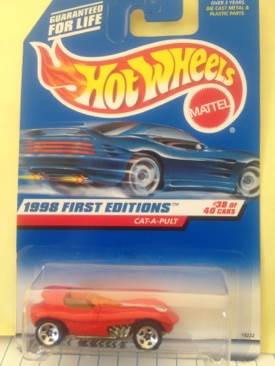 GUARANTEED
FOR LIFE
OVER 3 YEARS
DIE CAST METAL &
PLASTIC PARTS
HOT WHEELS
MATTEL
1998 FIRST EDITIONS™
#38 OF
40 CARS
CAT-A-PULT